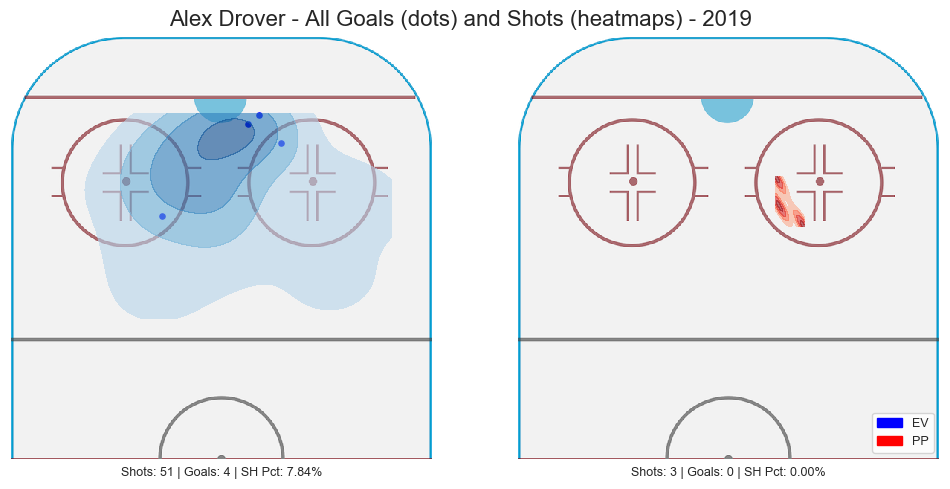 Alex Drover - All Goals (dots) and Shots (heatmaps) - 2019
EV
PP
Shots: 51 | Goals: 4 | SH Pct: 7.84%
Shots: 3 | Goals: 0 | SH Pct: 0.00%